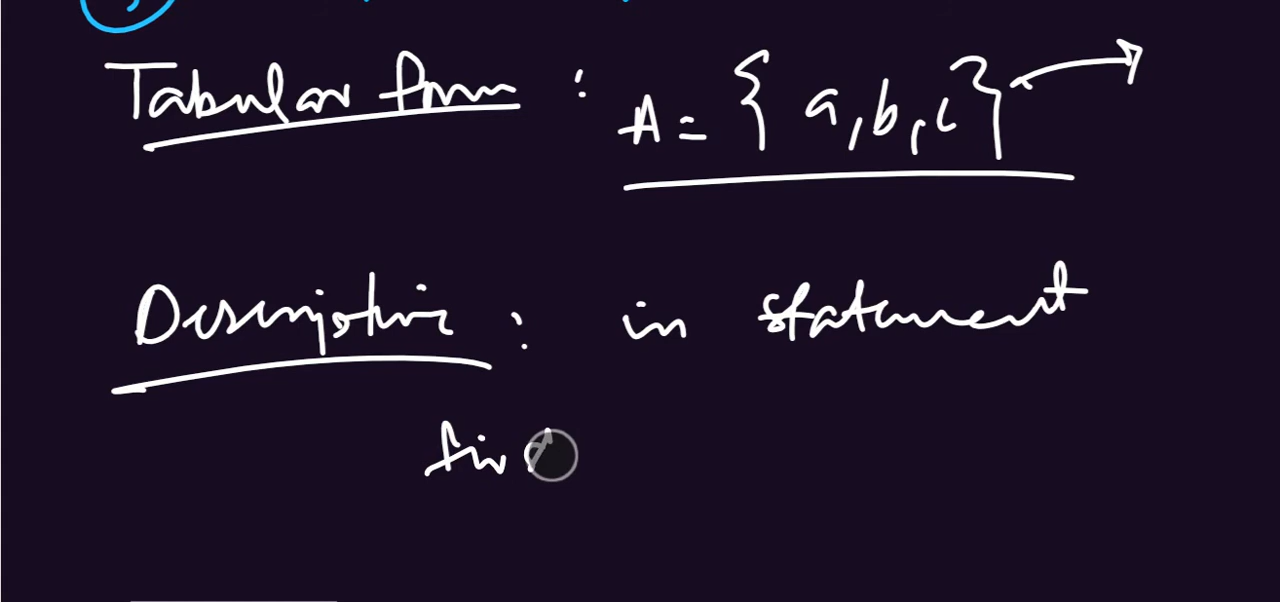 Tabular form : A = { a, b, c }
Descriptive : in statement